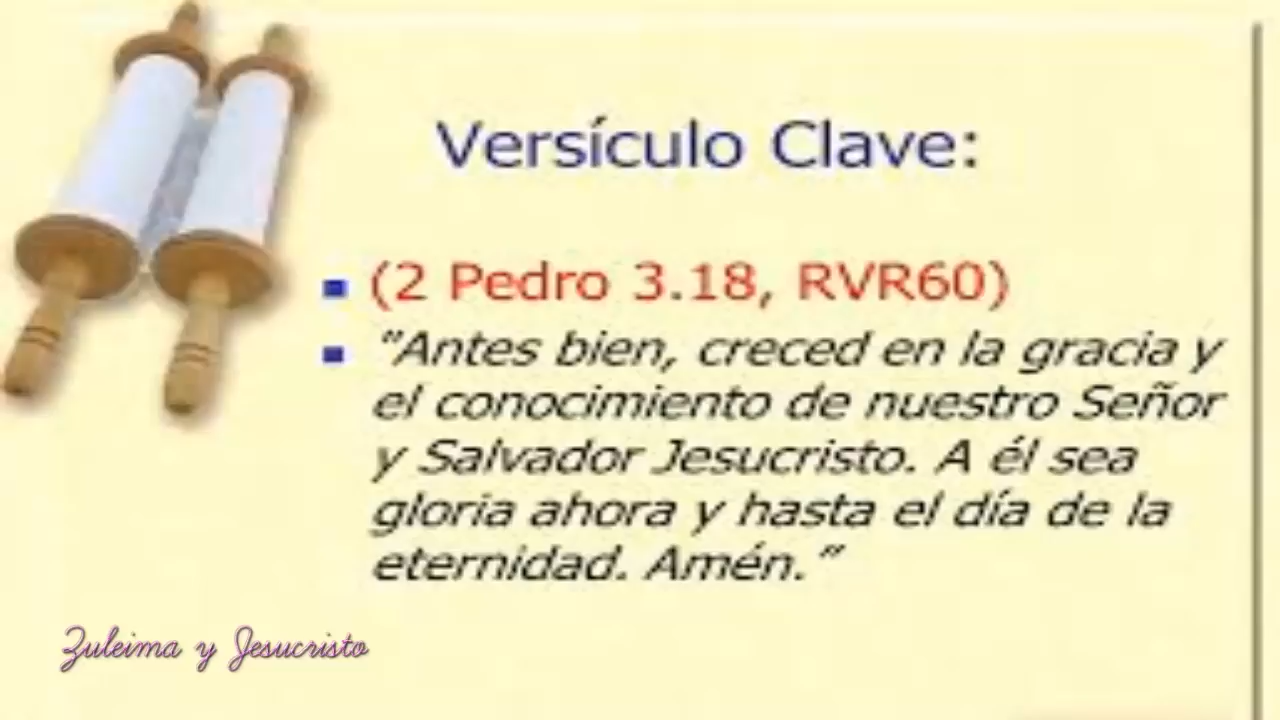 Versículo Clave:
(2 Pedro 3.18, RVR60)
"Antes bien, creced en la gracia y
el conocimiento de nuestro Señor
y Salvador Jesucristo. A él sea
gloria ahora y hasta el día de la
eternidad. Amén."
Zuleima y Jesucristo